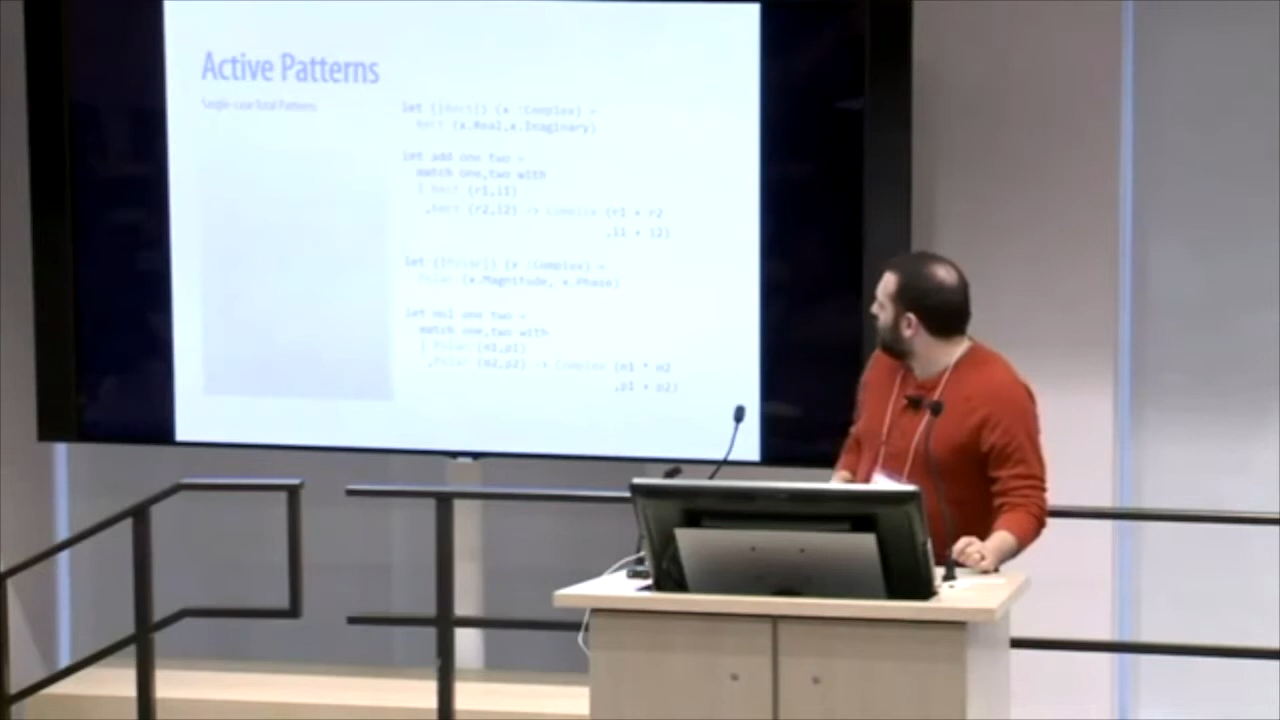 Active Patterns
Single-case Total Patterns
let (|Rect|) (x :Complex) =
Rect (x.Real,x.Imaginary)
let add one two =
match one,two with
| Rect (r1,i1)
,Rect (r2,i2) -> Complex (r1 + r2
,i1 + i2)
let (|Polar|) (x :Complex) =
Polar (x.Magnitude, x.Phase)
let mul one two =
match one,two with
| Polar (m1,p1)
,Polar (m2,p2) -> Complex (m1 * m2
,p1 + p2)